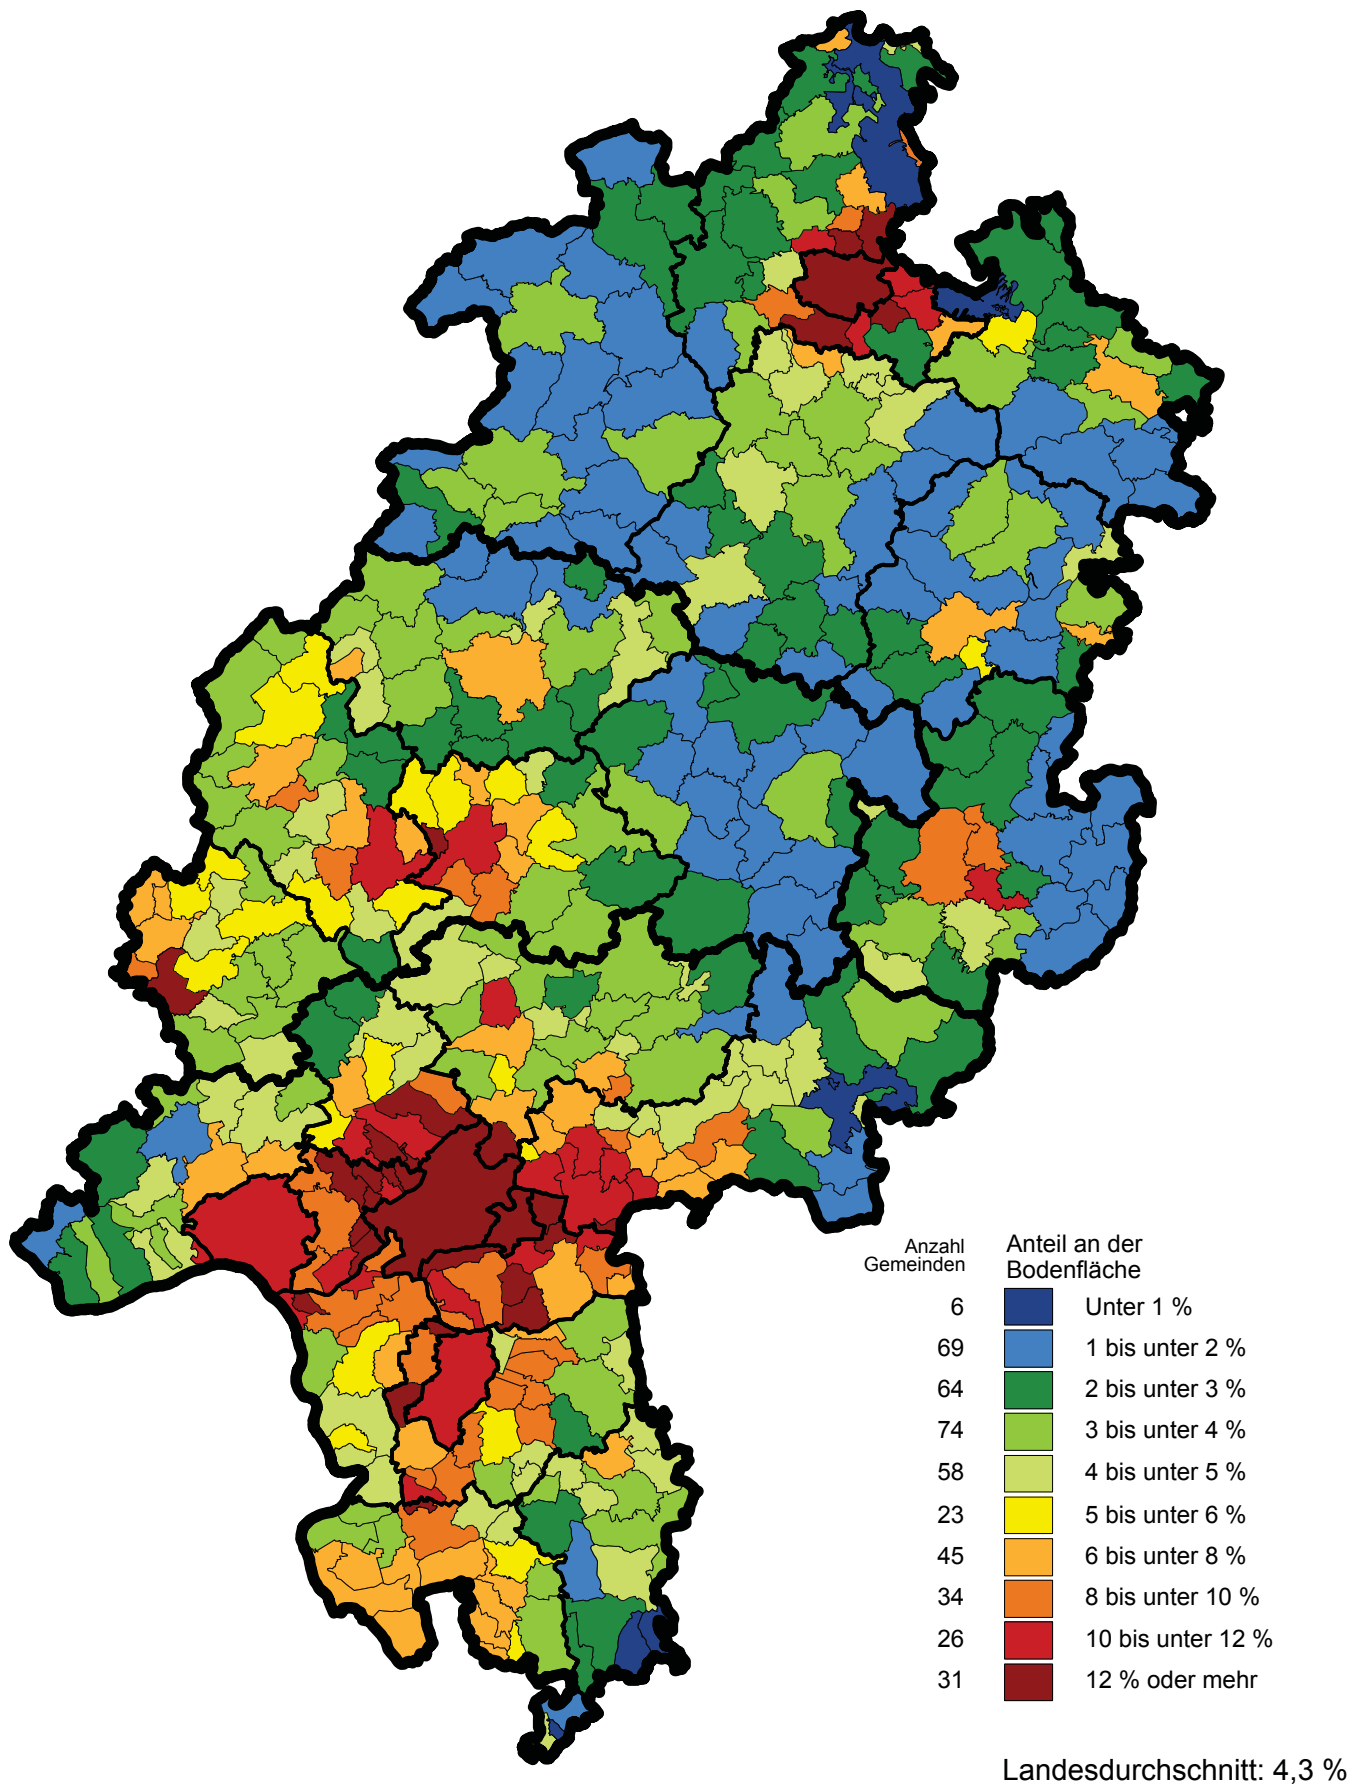 Anzahl
Gemeinden
Anteil an der
Bodenfläche
6 Unter 1 %
69 1 bis unter 2 %
64 2 bis unter 3 %
74 3 bis unter 4 %
58 4 bis unter 5 %
23 5 bis unter 6 %
45 6 bis unter 8 %
34 8 bis unter 10 %
26 10 bis unter 12 %
31 12 % oder mehr
Landesdurchschnitt: 4,3 %